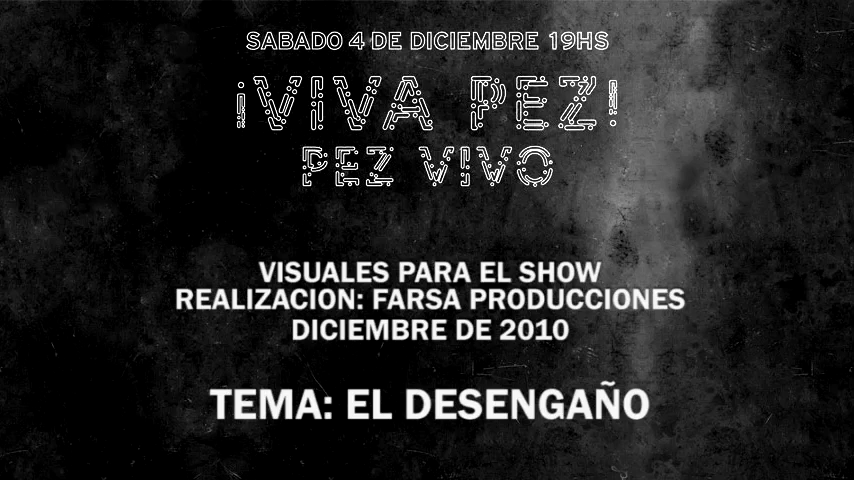 SABADO 4 DE DICIEMBRE 19HS
¡VIVA PEZ!
PEZ VIVO
VISUALES PARA EL SHOW
REALIZACION: FARSA PRODUCCIONES
DICIEMBRE DE 2010
TEMA: EL DESENGAÑO